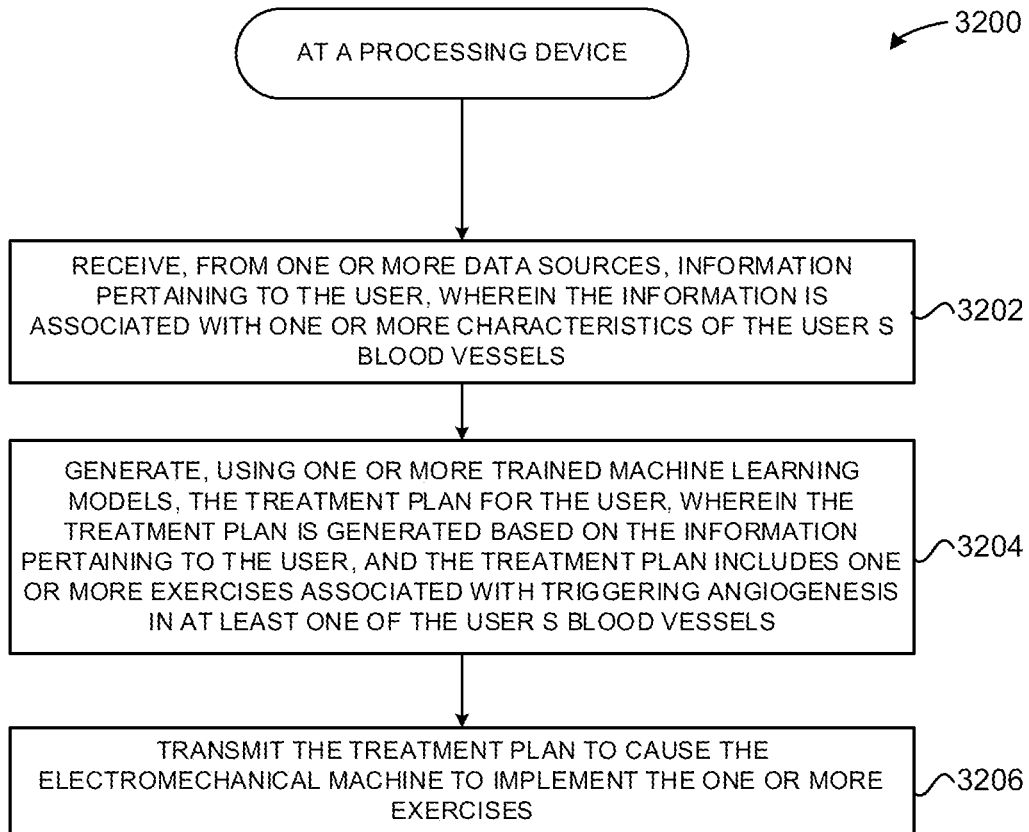 3200
AT A PROCESSING DEVICE
RECEIVE, FROM ONE OR MORE DATA SOURCES, INFORMATION
PERTAINING TO THE USER, WHEREIN THE INFORMATION IS
ASSOCIATED WITH ONE OR MORE CHARACTERISTICS OF THE USER S
BLOOD VESSELS
3202
GENERATE, USING ONE OR MORE TRAINED MACHINE LEARNING
MODELS, THE TREATMENT PLAN FOR THE USER, WHEREIN THE
TREATMENT PLAN IS GENERATED BASED ON THE INFORMATION
PERTAINING TO THE USER, AND THE TREATMENT PLAN INCLUDES ONE
OR MORE EXERCISES ASSOCIATED WITH TRIGGERING ANGIOGENESIS
IN AT LEAST ONE OF THE USER S BLOOD VESSELS
3204
TRANSMIT THE TREATMENT PLAN TO CAUSE THE
ELECTROMECHANICAL MACHINE TO IMPLEMENT THE ONE OR MORE
EXERCISES
3206